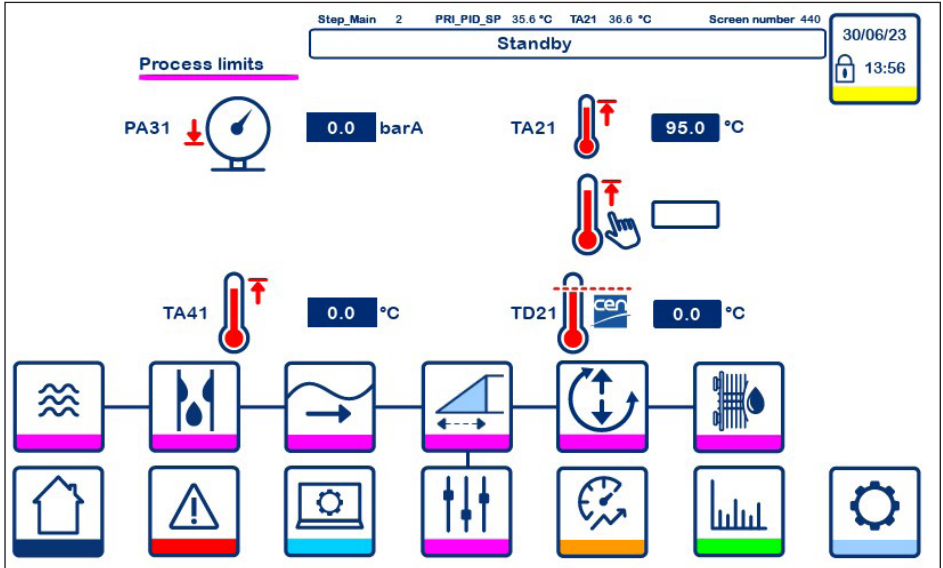 Step_Main 2 PRI_PID_SP 35.6 °C TA21 36.6 °C Screen number 440
Standby
30/06/23
13:56
Process limits
PA31 0.0 barA
TA21 95.0 °C
TA41 0.0 °C
TD21 cen 0.0 °C